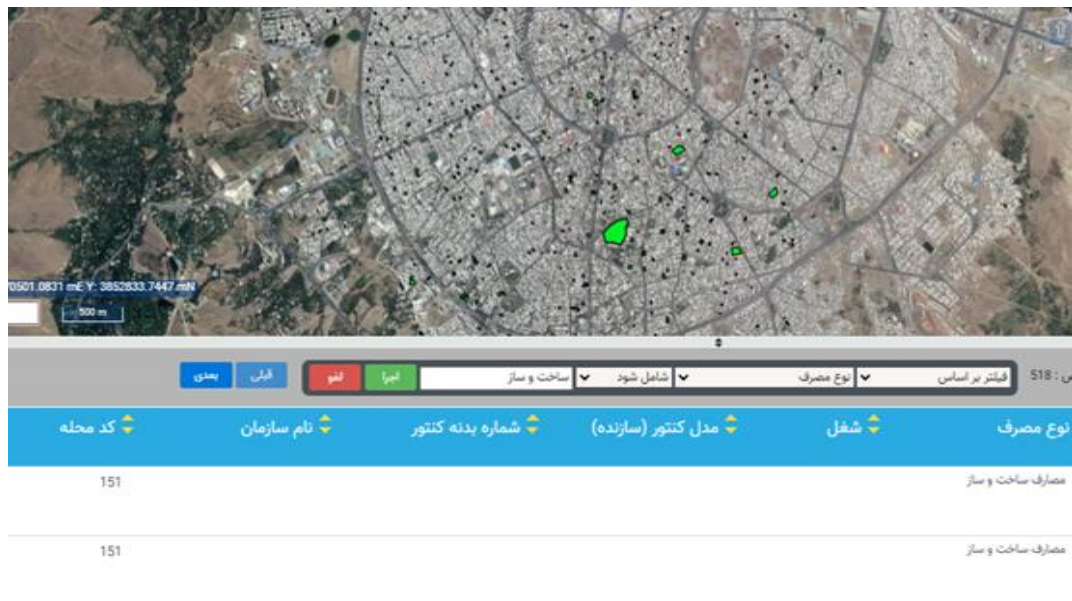 0501.0831 mE Y: 3852833.7447 mN
500 m
518 : فیلتر بر اساس نوع مصرف شامل شود ساخت و ساز اجرا لغو قبلی بعدی
نوع مصرف شغل مدل کنتور (سازنده) شماره بدنه کنتور نام سازمان کد محله
مصارف ساخت و ساز 151
مصارف ساخت و ساز 151